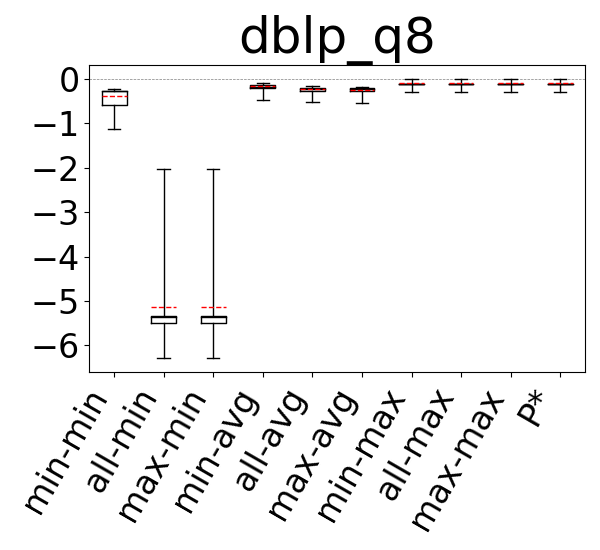 dblp_q8
0
−1
−2
−3
−4
−5
−6
min-min
all-min
max-min
min-avg
all-avg
max-avg
min-max
all-max
max-max
P*